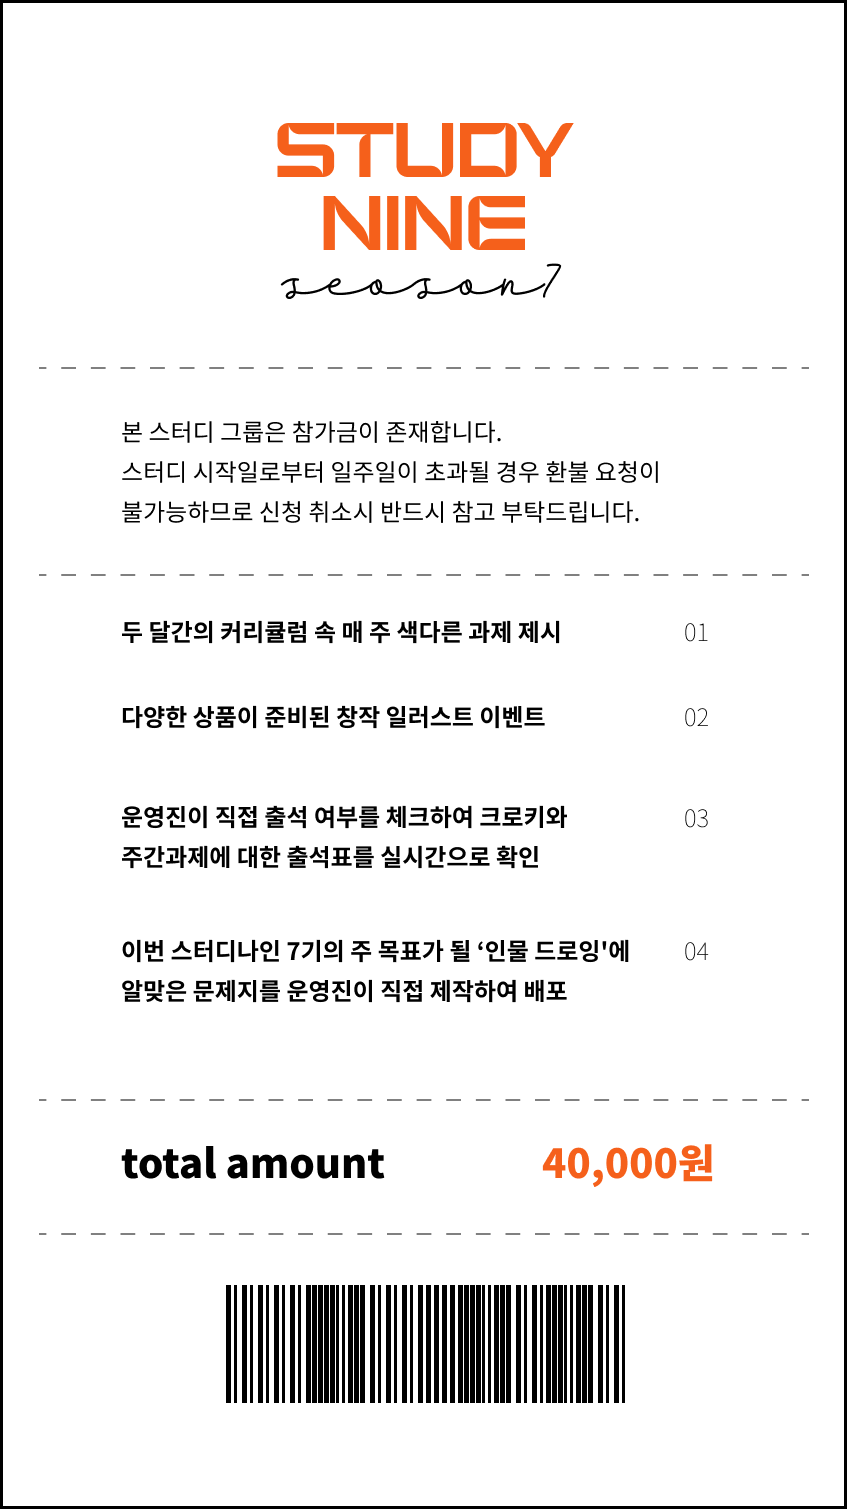 STUDY
NINE
seoson7
본 스터디 그룹은 참가금이 존재합니다.
스터디 시작일로부터 일주일이 초과될 경우 환불 요청이
불가능하므로 신청 취소시 반드시 참고 부탁드립니다.
두 달간의 커리큘럼 속 매 주 색다른 과제 제시 01
다양한 상품이 준비된 창작 일러스트 이벤트 02
운영진이 직접 출석 여부를 체크하여 크로키와 03
주간과제에 대한 출석표를 실시간으로 확인
이번 스터디나인 7기의 주 목표가 될 ‘인물 드로잉'에 04
알맞은 문제지를 운영진이 직접 제작하여 배포
total amount 40,000원